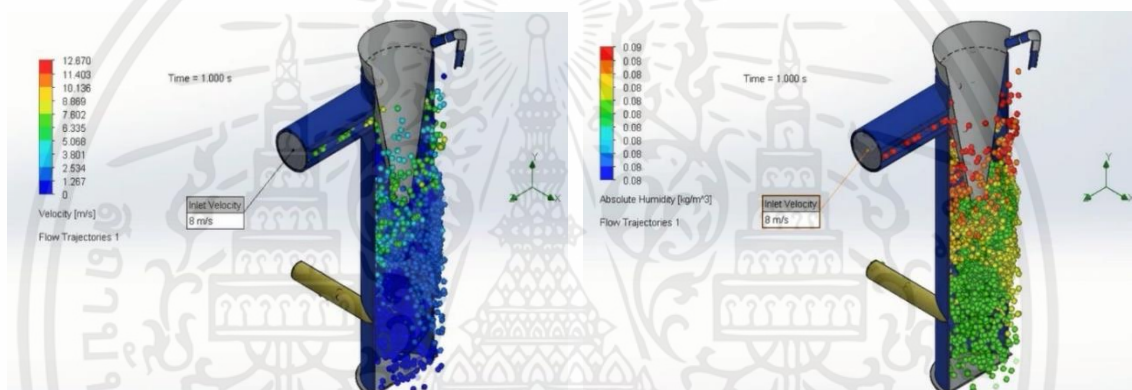 12.670
11.403
10.136
8.869
7.602
6.335
5.068
3.801
2.534
1.267
0
Velocity [m/s]
Flow Trajectories 1
Time = 1.000 s
Inlet Velocity
8 m/s
0.09
0.08
0.08
0.08
0.08
0.08
0.08
0.08
0.08
0.08
0.08
Absolute Humidity [kg/m^3]
Flow Trajectories 1
Time = 1.000 s
Inlet Velocity
8 m/s